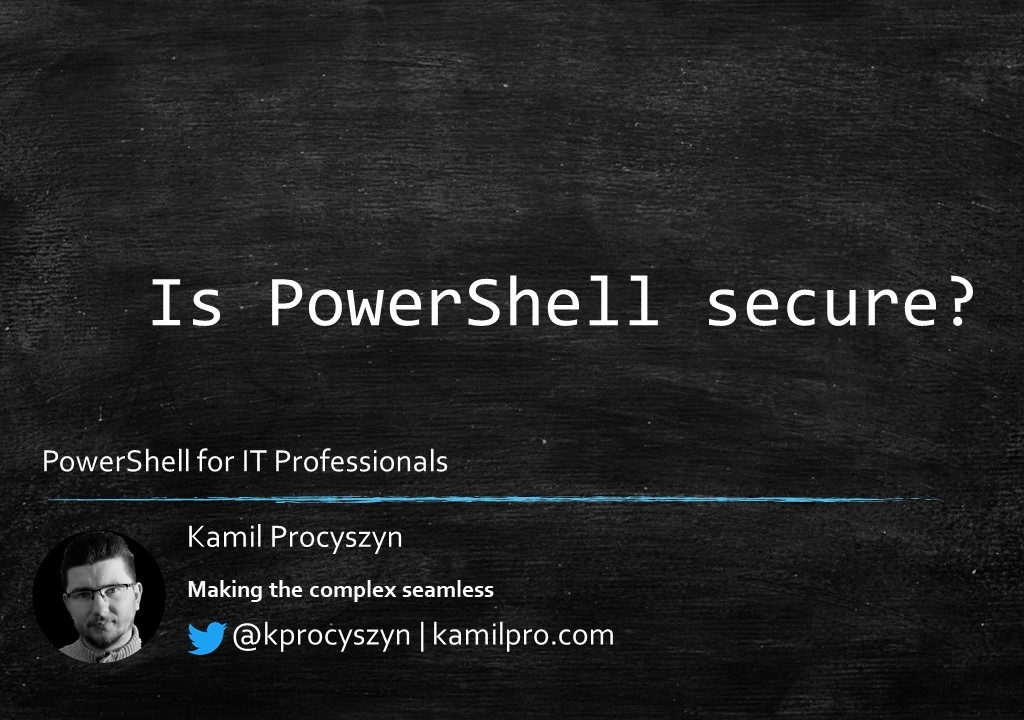 Is PowerShell secure?
PowerShell for IT Professionals
Kamil Procyszyn
Making the complex seamless
@kprocyszyn | kamilpro.com